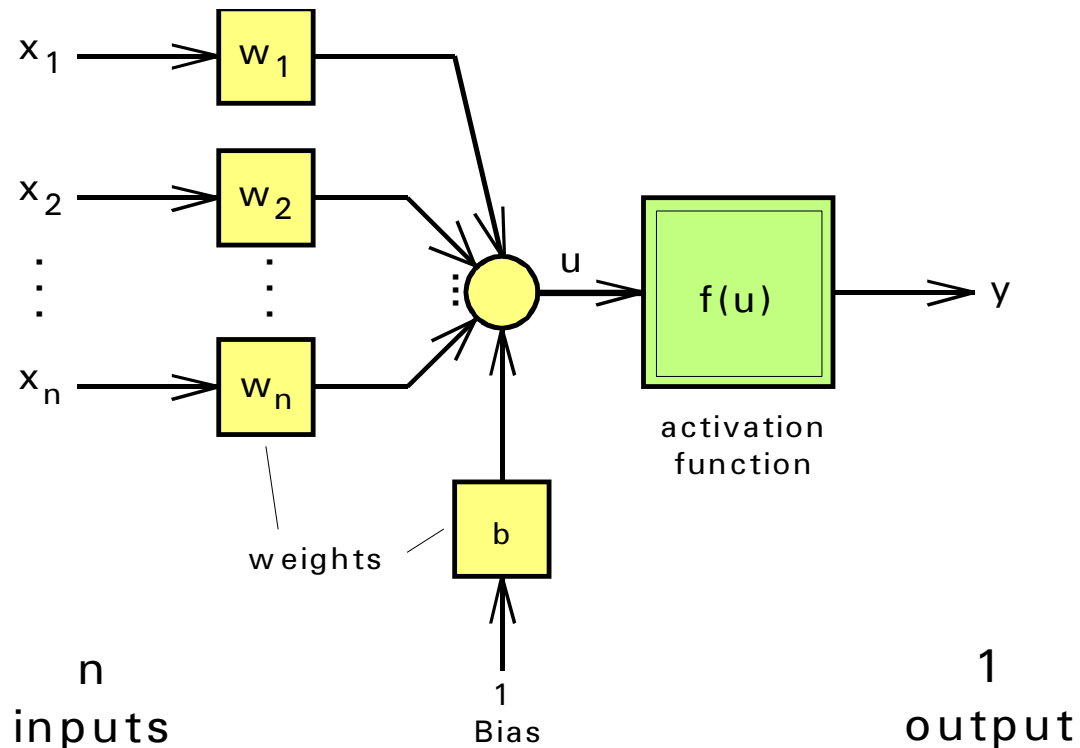 x1
w1
x2
w2
u
f(u)
y
xn
wn
activation
function
b
weights
n
inputs
1
Bias
1
output